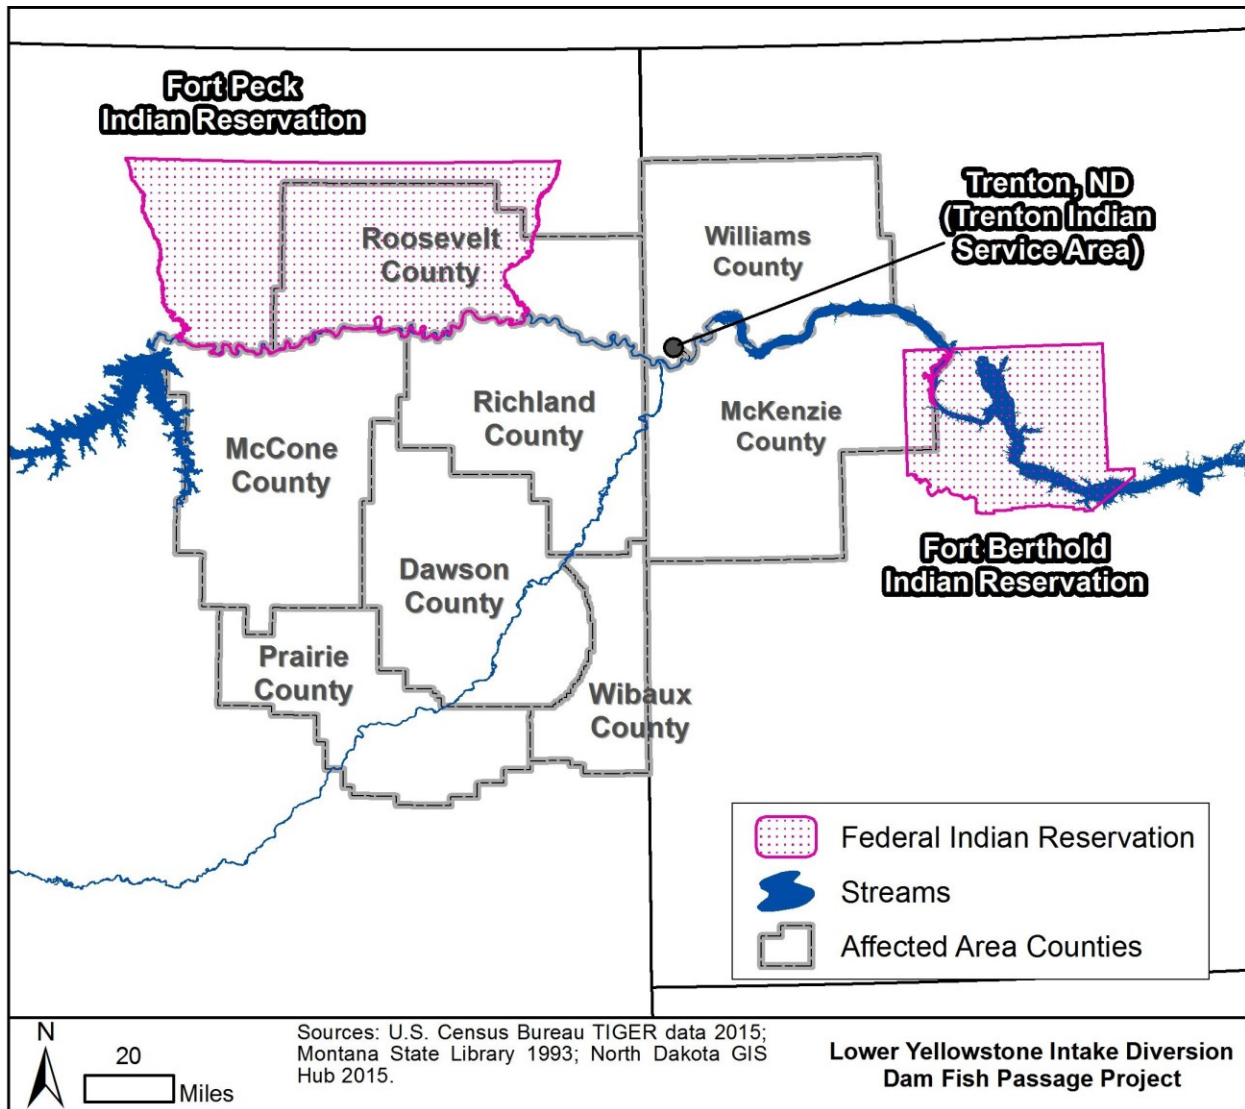 Fort Peck
Indian Reservation
Trenton, ND
(Trenton Indian
Service Area)
Roosevelt
County
Williams
County
Richland
County
McKenzie
County
McCone
County
Fort Berthold
Indian Reservation
Dawson
County
Prairie
County
Wibaux
County
Federal Indian Reservation
Streams
Affected Area Counties
N
20
Miles
Sources: U.S. Census Bureau TIGER data 2015;
Montana State Library 1993; North Dakota GIS
Hub 2015.
Lower Yellowstone Intake Diversion
Dam Fish Passage Project